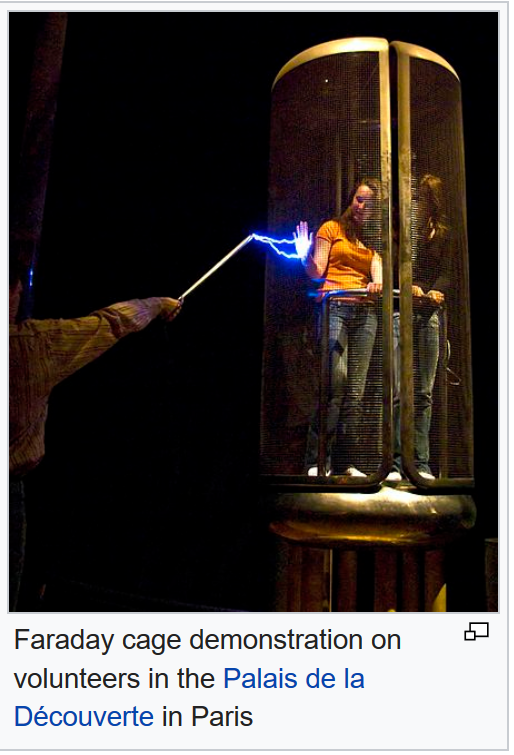 Faraday cage demonstration on
volunteers in the Palais de la
Découverte in Paris